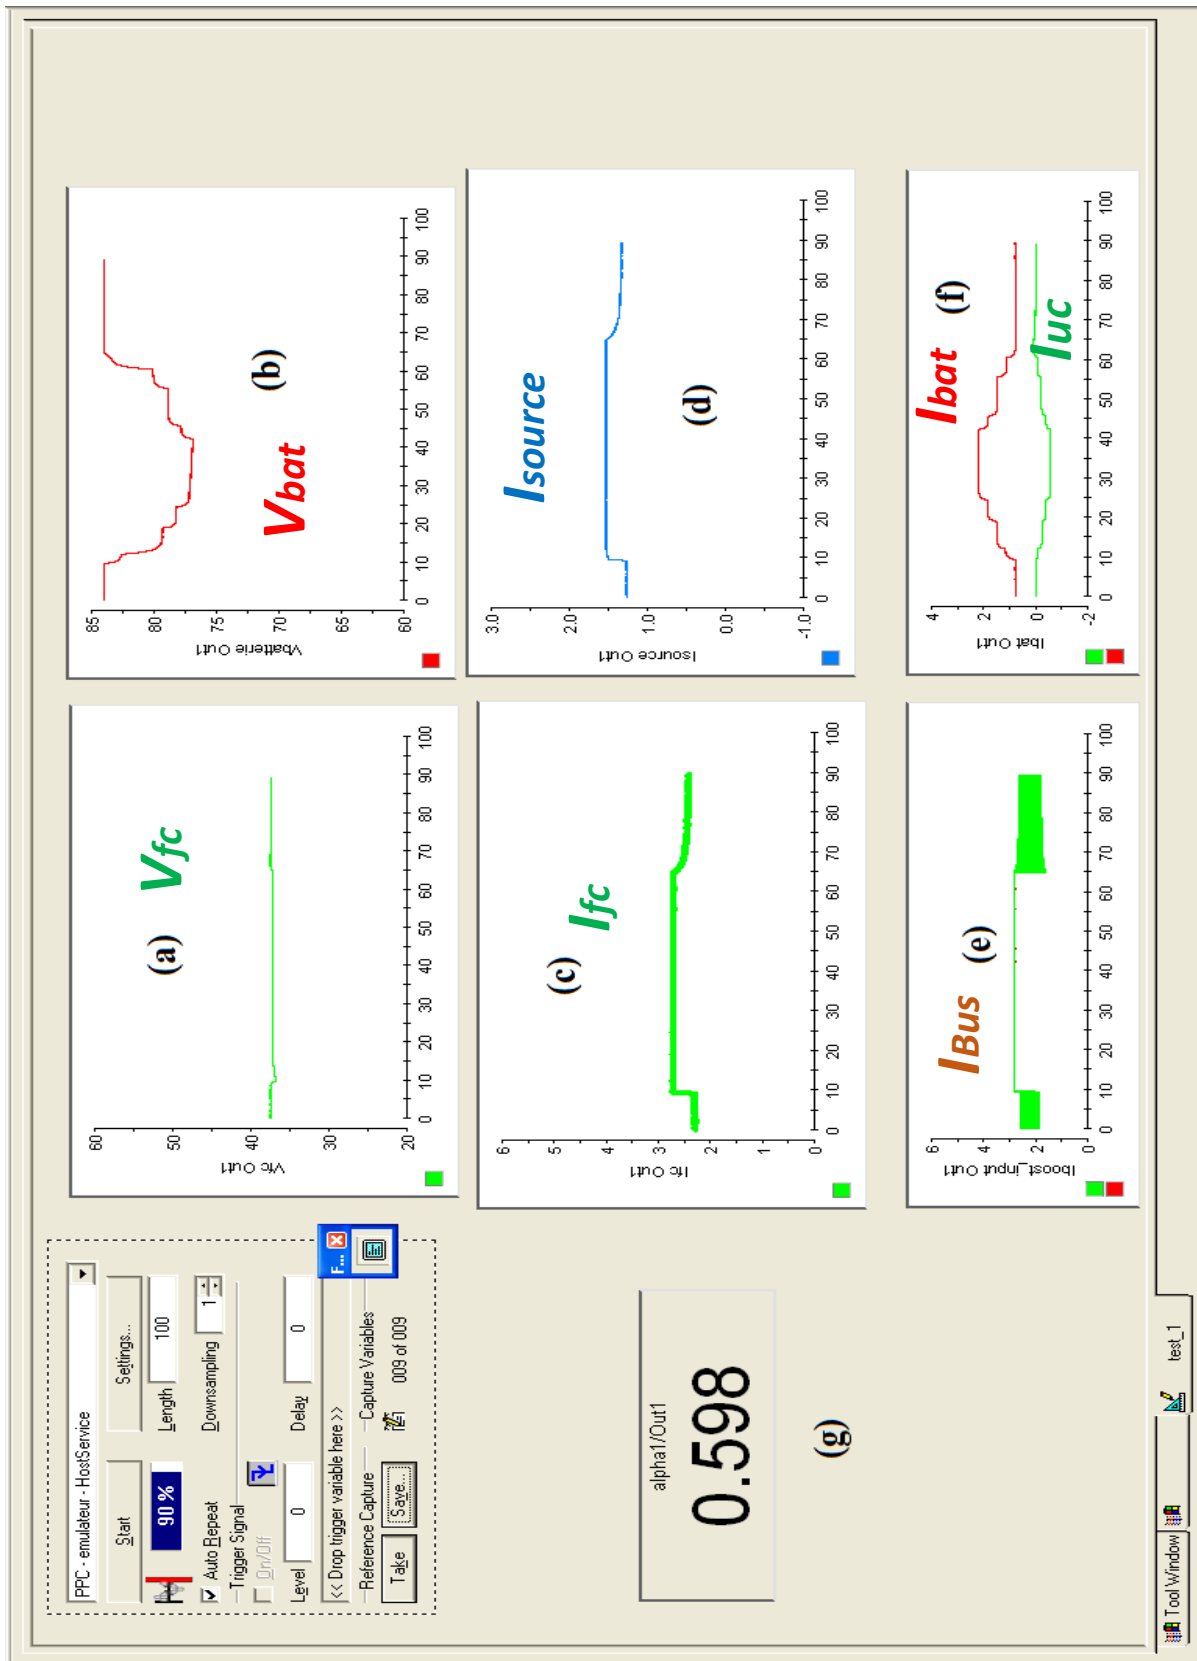 PPC - emulateur - HostService
Start
Settings...
90 %
Length
100
Auto Repeat
Downsampling
1
Trigger Signal
On/Off
Level
0
Delay
0
<< Drop trigger variable here >>
Reference Capture
Capture Variables
Take
Save...
009 of 009
F...
alpha1/Out1
0.598
(g)
Vfc Out1
60
50
40
30
20
0 10 20 30 40 50 60 70 80 90 100
(a)
Vfc
Vbatterie Out1
85
80
75
70
65
60
0 10 20 30 40 50 60 70 80 90 100
Vbat
(b)
Ifc Out1
6
5
4
3
2
1
0
0 10 20 30 40 50 60 70 80 90 100
(c)
Ifc
Isource Out1
3.0
2.0
1.0
0.0
-1.0
0 10 20 30 40 50 60 70 80 90 100
Isource
(d)
Iboost_input Out1
6
4
2
0
0 10 20 30 40 50 60 70 80 90 100
IBus
(e)
Ibat Out1
4
2
0
-2
0 10 20 30 40 50 60 70 80 90 100
Ibat
(f)
Iuc
Tool Window
test_1